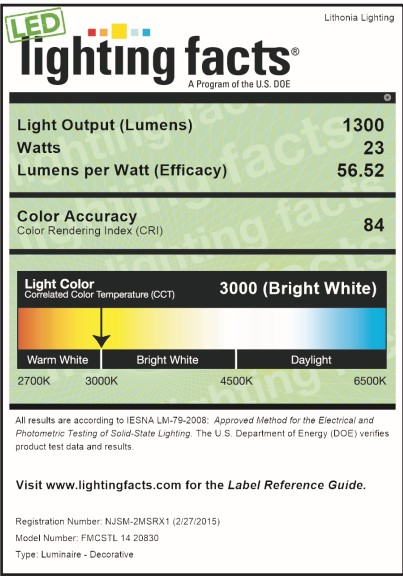 Lithonia Lighting
LED
lighting facts®
A Program of the U.S. DOE
Light Output (Lumens) 1300
Watts 23
Lumens per Watt (Efficacy) 56.52
Color Accuracy
Color Rendering Index (CRI) 84
Light Color
Correlated Color Temperature (CCT) 3000 (Bright White)
Warm White Bright White Daylight
2700K 3000K 4500K 6500K
All results are according to IESNA LM-79-2008: Approved Method for the Electrical and
Photometric Testing of Solid-State Lighting. The U.S. Department of Energy (DOE) verifies
product test data and results.
Visit www.lightingfacts.com for the Label Reference Guide.
Registration Number: NJSM-2MSRX1 (2/27/2015)
Model Number: FMCSTL 14 20830
Type: Luminaire - Decorative